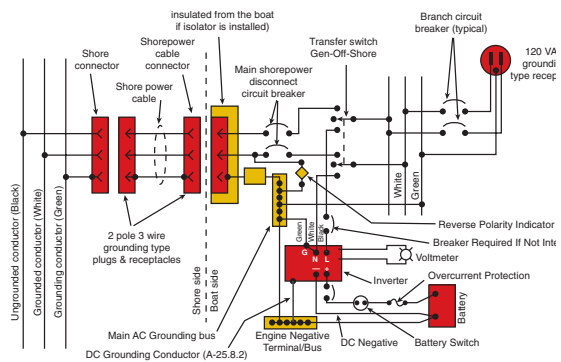 insulated from the boat
if isolator is installed)
Branch circuit
breaker (typical)
Shore
connector
Shorepower
cable
connector
Transfer switch
Gen-Off-Shore
120 VA
groundi
type recep
Shore power
cable
Main shorepower
disconnect
circuit breaker
Ungrounded conductor (Black)
Grounded conductor (White)
Grounding conductor (Green)
2 pole 3 wire
grounding type
plugs & receptacles
Shore side
Boat side
White
Green
Green
White
Black
Reverse Polarity Indicator
Breaker Required If Not Inte
G
N
L
Voltmeter
Inverter
Overcurrent Protection
Battery
Main AC Grounding bus
DC Grounding Conductor (A-25.8.2)
Engine Negative
Terminal/Bus
DC Negative
Battery Switch